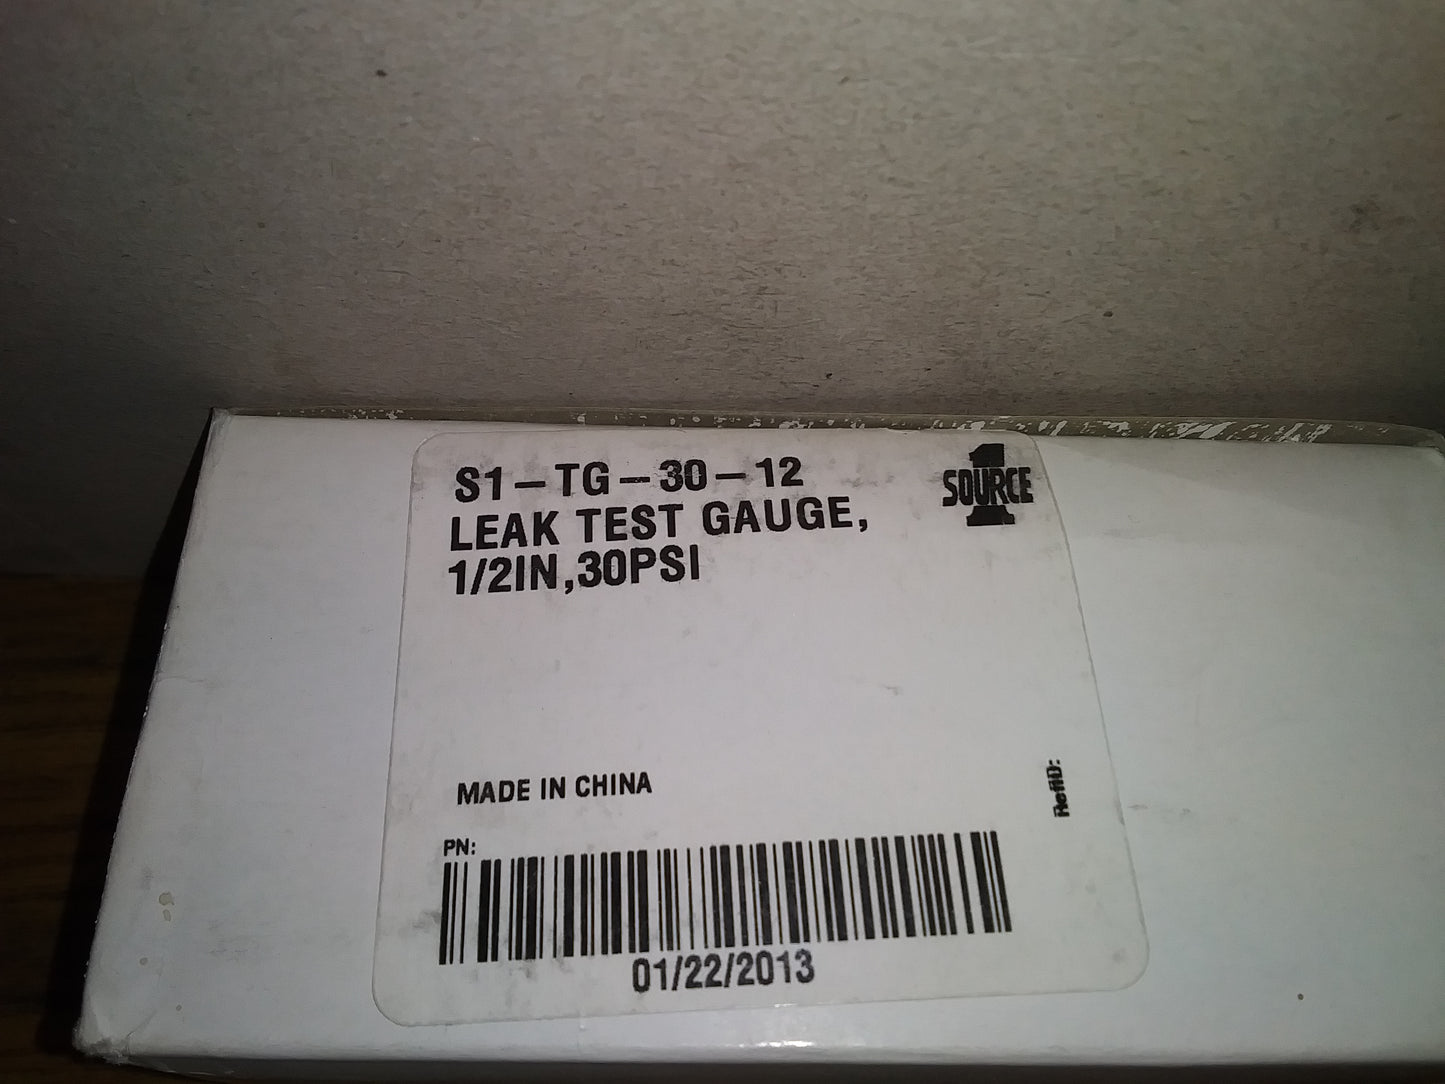 S1-TG-30-12
LEAK TEST GAUGE,
1/2IN,30PSI
SOURCE
1
MADE IN CHINA
RefID:
PN:
01/22/2013